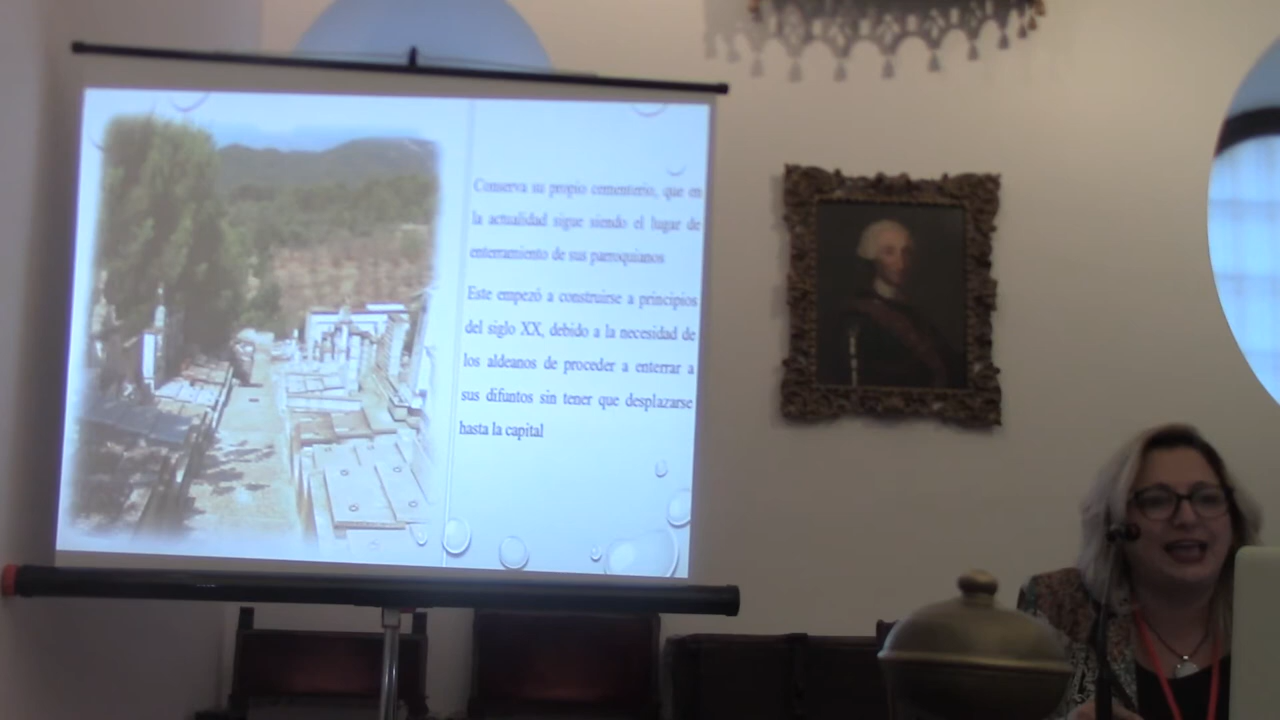 Conserva su propio cementerio, que en
la actualidad sigue siendo el lugar de
enterramiento de sus parroquianos
Este empezó a construirse a principios
del siglo XX, debido a la necesidad de
los aldeanos de proceder a enterrar a
sus difuntos sin tener que desplazarse
hasta la capital